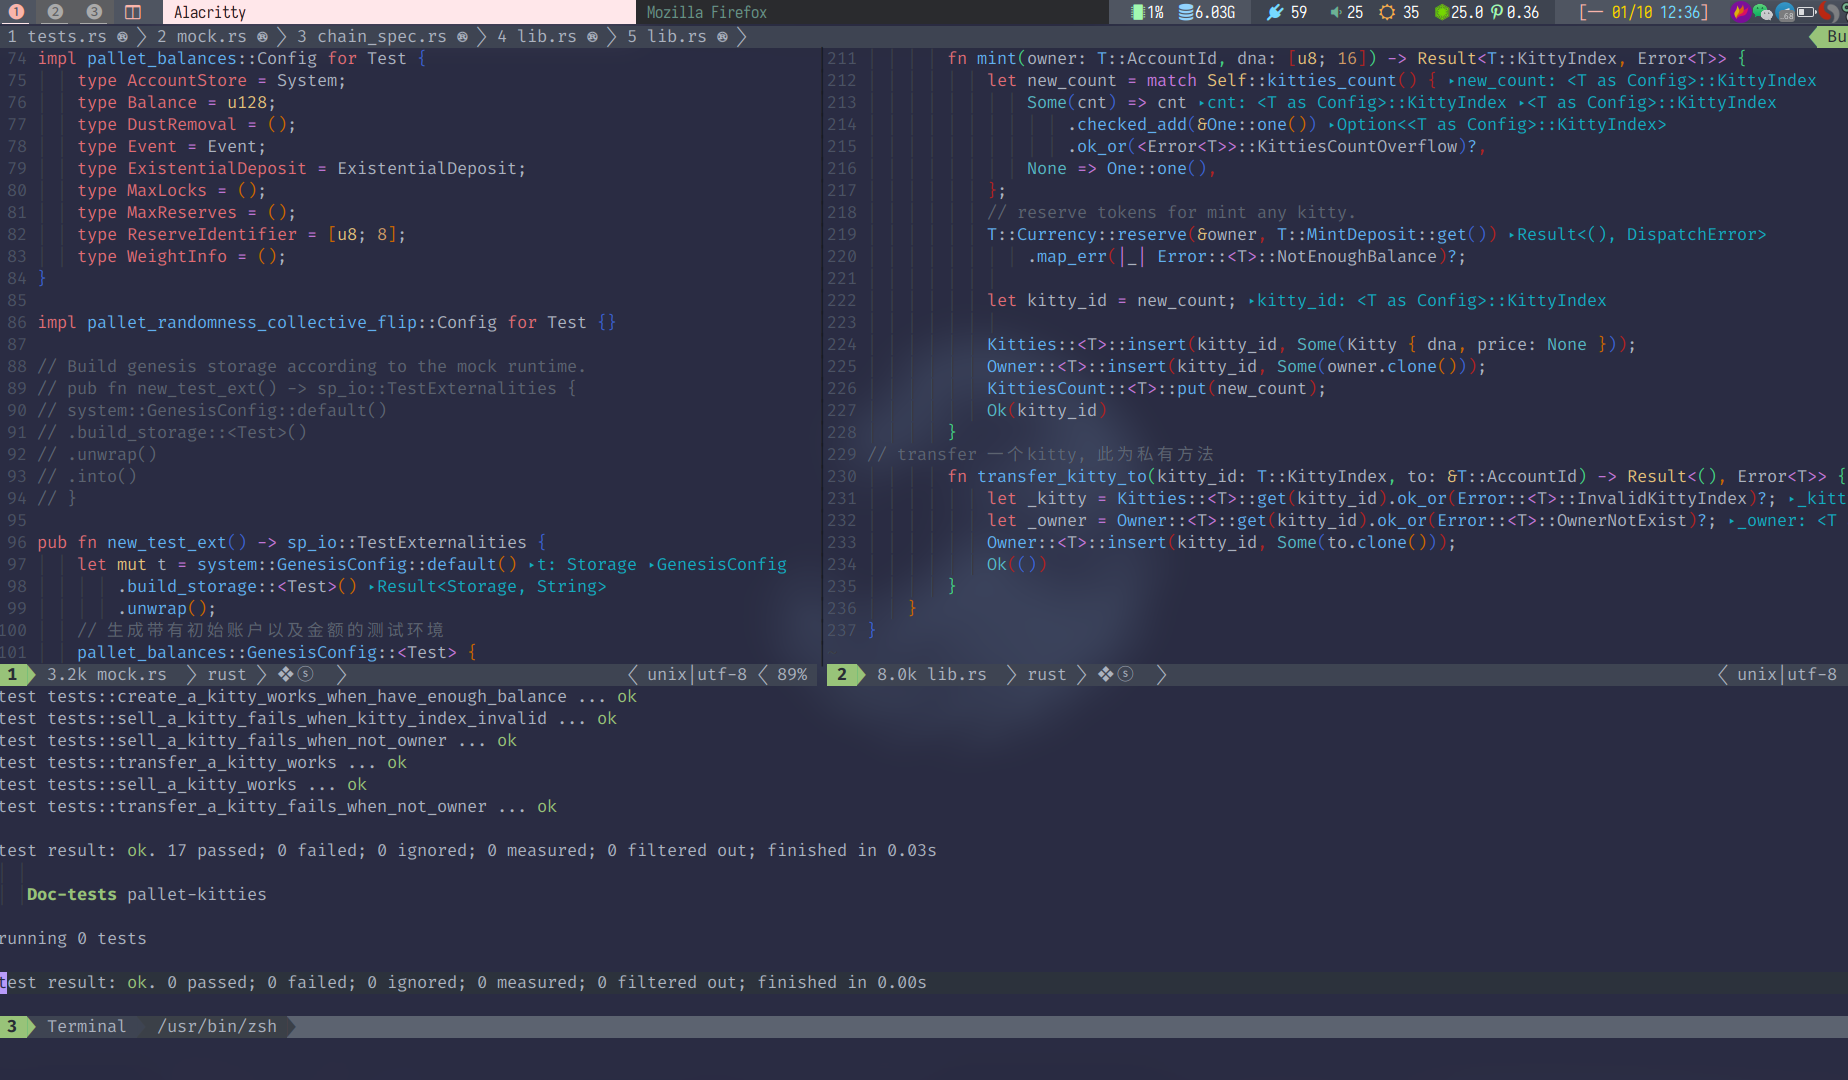 1 2 3 Alacritty Mozilla Firefox 1% 6.03G 59 25 35 25.0 0.36 [— 01/10 12:36]
1 tests.rs 2 mock.rs 3 chain_spec.rs 4 lib.rs 5 lib.rs Bu
74 impl pallet_balances::Config for Test {
75 type AccountStore = System;
76 type Balance = u128;
77 type DustRemoval = ();
78 type Event = Event;
79 type ExistentialDeposit = ExistentialDeposit;
80 type MaxLocks = ();
81 type MaxReserves = ();
82 type ReserveIdentifier = [u8; 8];
83 type WeightInfo = ();
84 }
85
86 impl pallet_randomness_collective_flip::Config for Test {}
87
88 // Build genesis storage according to the mock runtime.
89 // pub fn new_test_ext() -> sp_io::TestExternalities {
90 // system::GenesisConfig::default()
91 // .build_storage::<Test>()
92 // .unwrap()
93 // .into()
94 // }
95
96 pub fn new_test_ext() -> sp_io::TestExternalities {
97 let mut t = system::GenesisConfig::default() ‣t: Storage ‣GenesisConfig
98 .build_storage::<Test>() ‣Result<Storage, String>
99 .unwrap();
100 // 生成带有初始账户以及金额的测试环境
101 pallet_balances::GenesisConfig::<Test> {
1 3.2k mock.rs rust unix|utf-8 89%
211 fn mint(owner: T::AccountId, dna: [u8; 16]) -> Result<T::KittyIndex, Error<T>> {
212 let new_count = match Self::kitties_count() { ‣new_count: <T as Config>::KittyIndex
213 Some(cnt) => cnt ‣cnt: <T as Config>::KittyIndex ‣<T as Config>::KittyIndex
214 .checked_add(&One::one()) ‣Option<<T as Config>::KittyIndex>
215 .ok_or(<Error<T>>::KittiesCountOverflow)?,
216 None => One::one(),
217 };
218 // reserve tokens for mint any kitty.
219 T::Currency::reserve(&owner, T::MintDeposit::get()) ‣Result<(), DispatchError>
220 .map_err(|_| Error::<T>::NotEnoughBalance)?;
221
222 let kitty_id = new_count; ‣kitty_id: <T as Config>::KittyIndex
223
224 Kitties::<T>::insert(kitty_id, Some(Kitty { dna, price: None }));
225 Owner::<T>::insert(kitty_id, Some(owner.clone()));
226 KittiesCount::<T>::put(new_count);
227 Ok(kitty_id)
228 }
229 // transfer 一个kitty, 此为私有方法
230 fn transfer_kitty_to(kitty_id: T::KittyIndex, to: &T::AccountId) -> Result<(), Error<T>> {
231 let _kitty = Kitties::<T>::get(kitty_id).ok_or(Error::<T>::InvalidKittyIndex)?; ‣_kitt
232 let _owner = Owner::<T>::get(kitty_id).ok_or(Error::<T>::OwnerNotExist)?; ‣_owner: <T
233 Owner::<T>::insert(kitty_id, Some(to.clone()));
234 Ok(())
235 }
236 }
237 }
2 8.0k lib.rs rust unix|utf-8
test tests::create_a_kitty_works_when_have_enough_balance ... ok
test tests::sell_a_kitty_fails_when_kitty_index_invalid ... ok
test tests::sell_a_kitty_fails_when_not_owner ... ok
test tests::transfer_a_kitty_works ... ok
test tests::sell_a_kitty_works ... ok
test tests::transfer_a_kitty_fails_when_not_owner ... ok
test result: ok. 17 passed; 0 failed; 0 ignored; 0 measured; 0 filtered out; finished in 0.03s
Doc-tests pallet-kitties
running 0 tests
test result: ok. 0 passed; 0 failed; 0 ignored; 0 measured; 0 filtered out; finished in 0.00s
3 Terminal /usr/bin/zsh